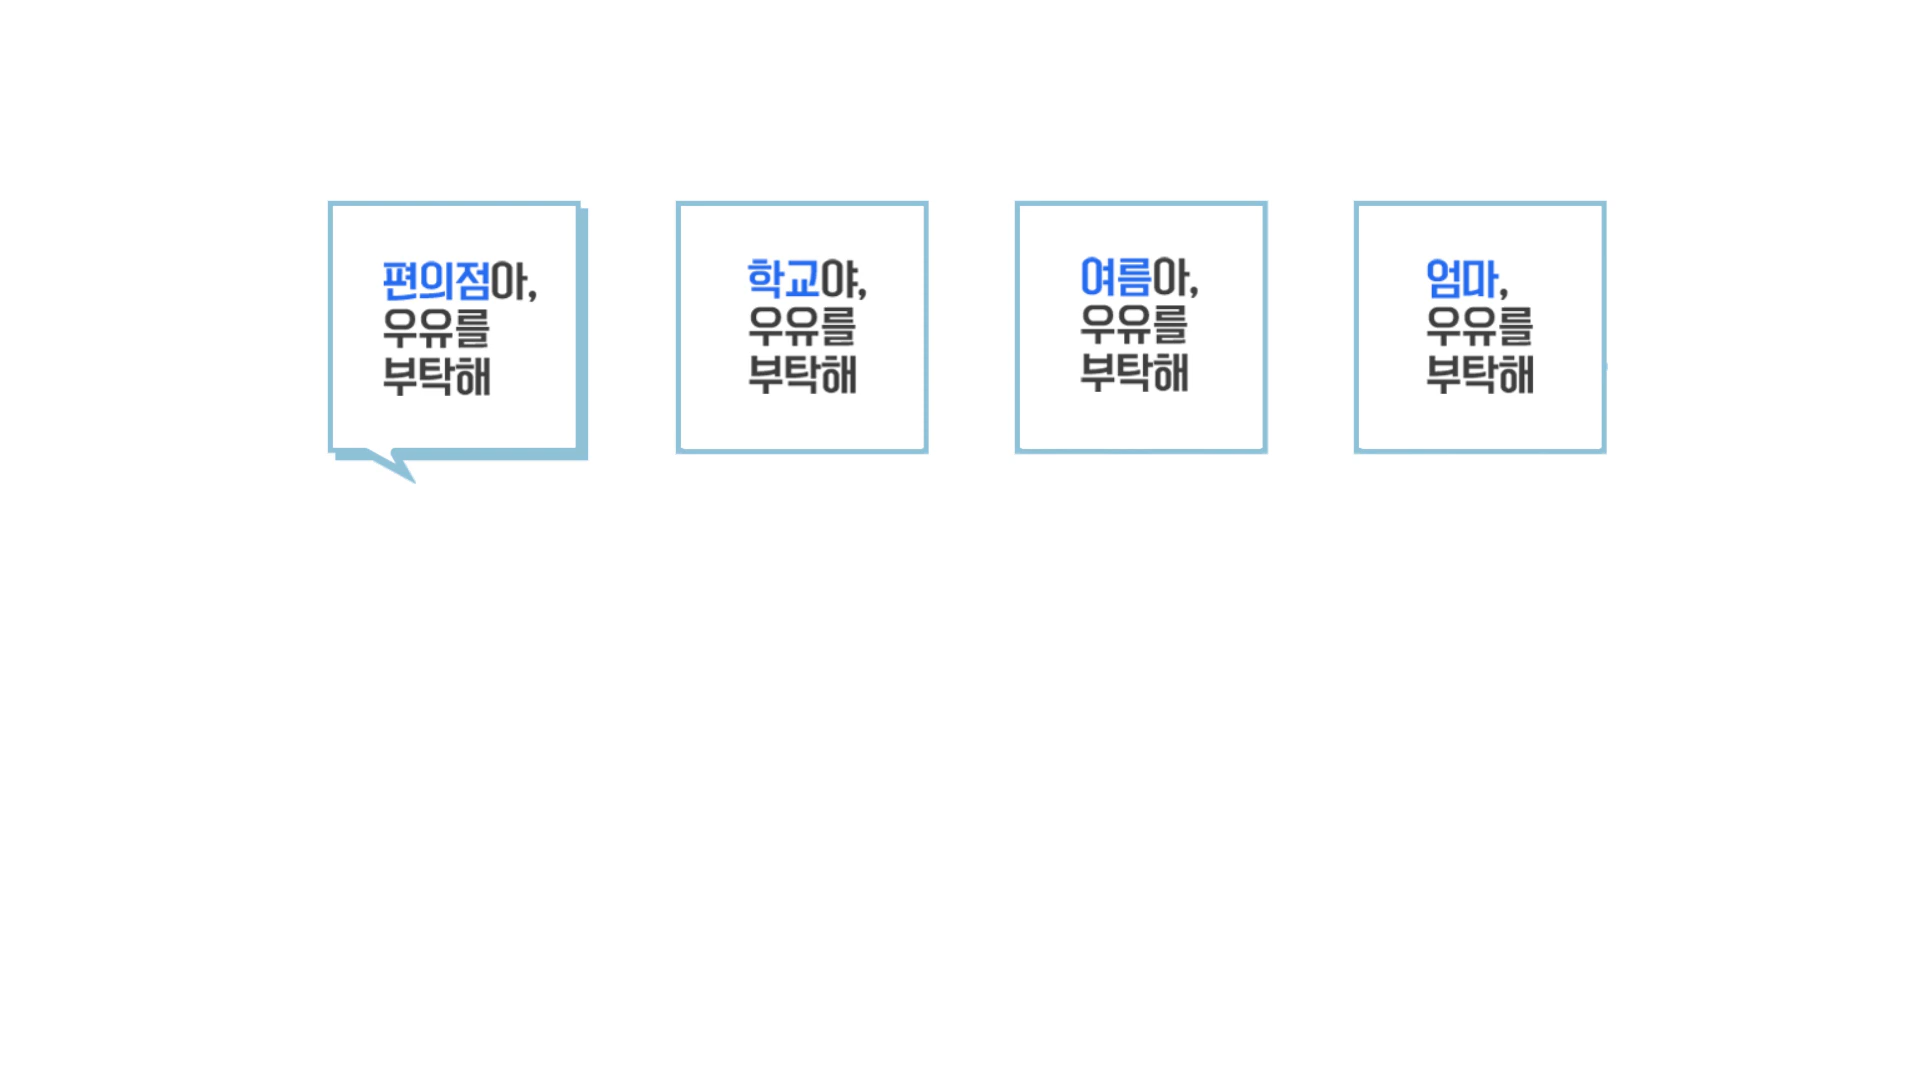 편의점아,
우유를
부탁해
학교야,
우유를
부탁해
여름아,
우유를
부탁해
엄마,
우유를
부탁해